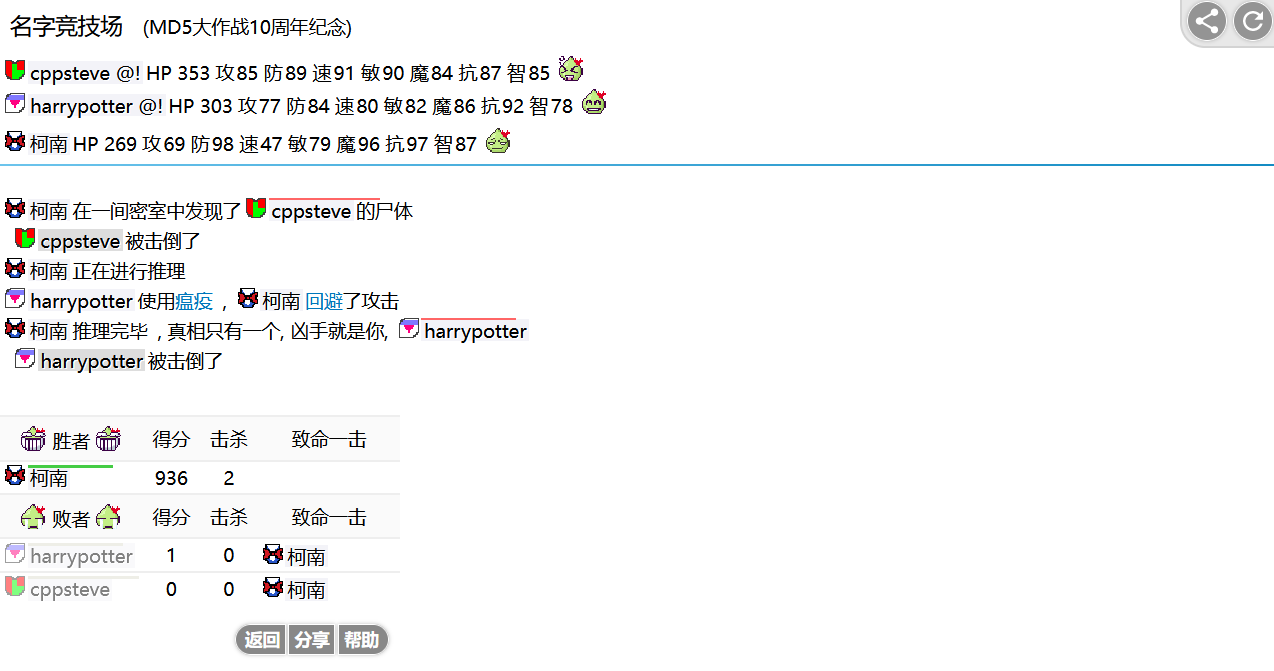 名字竞技场 (MD5大作战10周年纪念)
cppsteve @! HP 353 攻85 防89 速91 敏90 魔84 抗87 智85
harrypotter @! HP 303 攻77 防84 速80 敏82 魔86 抗92 智78
柯南 HP 269 攻69 防98 速47 敏79 魔96 抗97 智87
柯南 在一间密室中发现了 cppsteve 的尸体
cppsteve 被击倒了
柯南 正在进行推理
harrypotter 使用瘟疫 , 柯南 回避了攻击
柯南 推理完毕 , 真相只有一个, 凶手就是你, harrypotter
harrypotter 被击倒了
胜者 得分 击杀 致命一击
柯南 936 2
败者 得分 击杀 致命一击
harrypotter 1 0 柯南
cppsteve 0 0 柯南
返回 分享 帮助